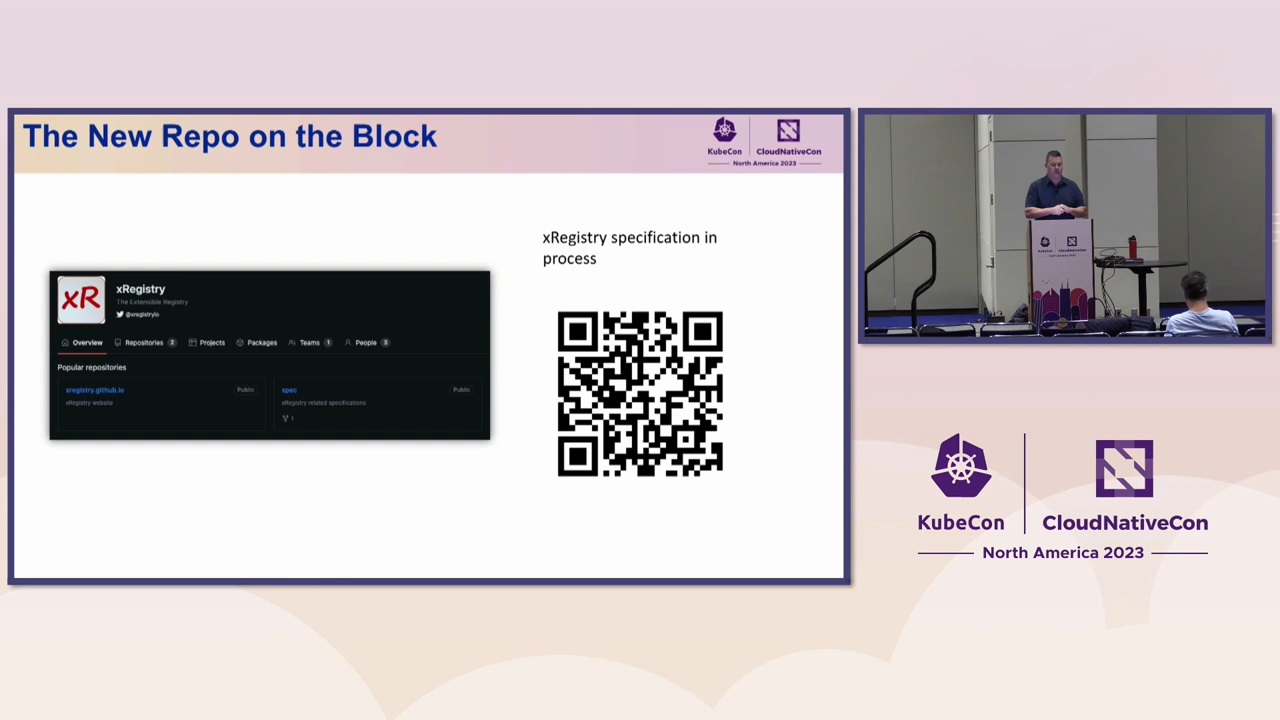 The New Repo on the Block
KubeCon
CloudNativeCon
North America 2023
xRegistry specification in
process
xR
xRegistry
The Extensible Registry
@xregistryio
Overview
Repositories 2
Projects
Packages
Teams 1
People 3
Popular repositories
xregistry.github.io
Public
xRegistry website
spec
Public
xRegistry related specifications
1
KubeCon
CloudNativeCon
North America 2023